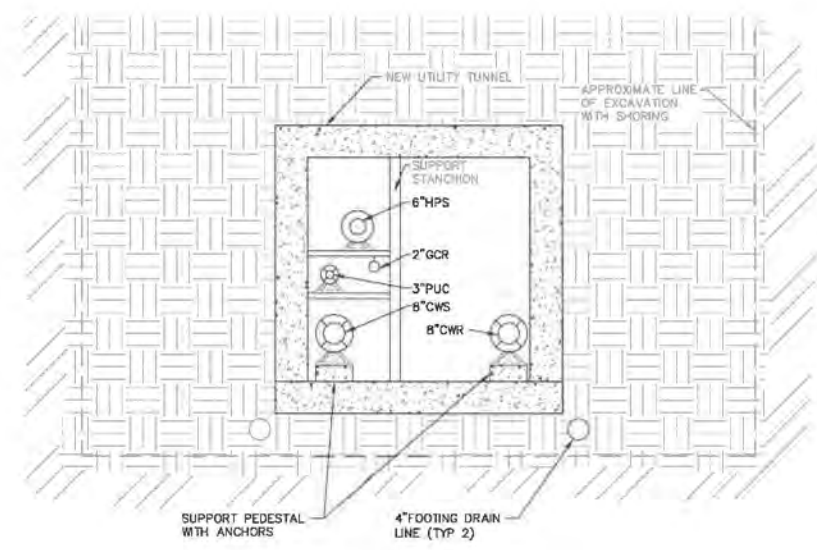 NEW UTILITY TUNNEL
APPROXIMATE LINE
OF EXCAVATION
WITH SHORING
SUPPORT
STANCHION
6"HPS
2"GCR
3"PUC
8"CWS
8"CWR
SUPPORT PEDESTAL
WITH ANCHORS
4"FOOTING DRAIN
LINE (TYP 2)